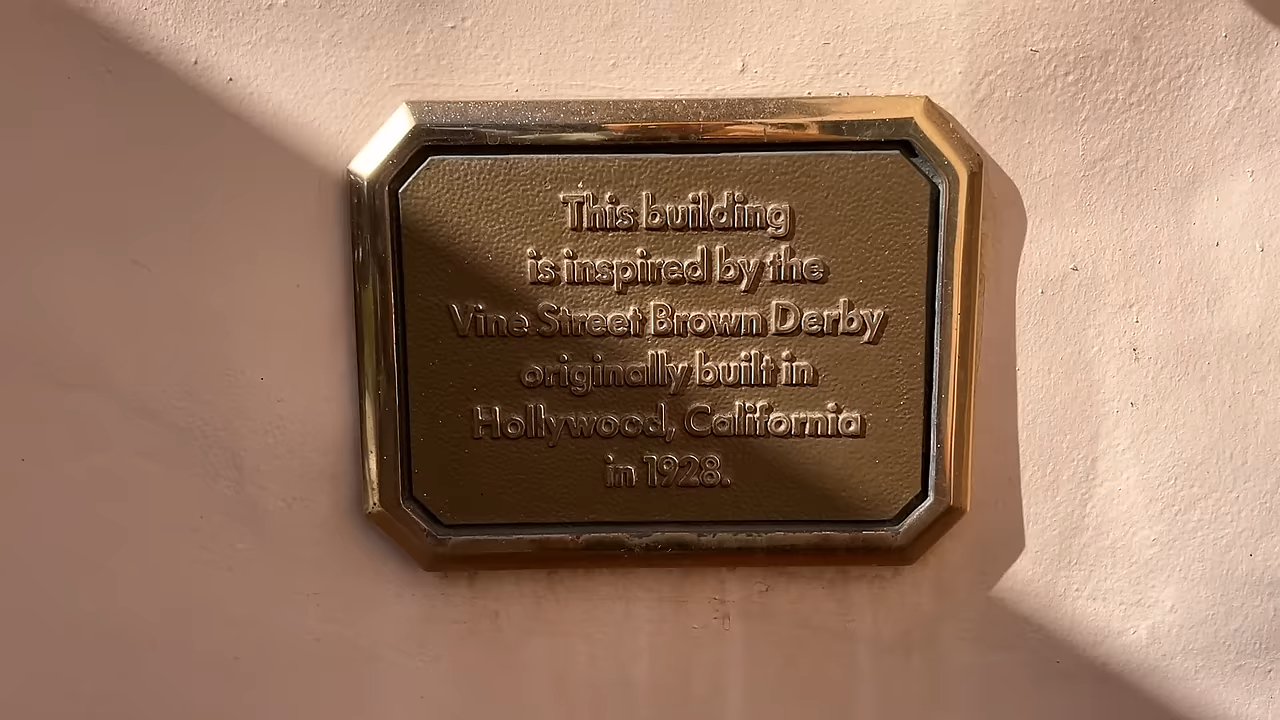 This building
is inspired by the
Vine Street Brown Derby
originally built in
Hollywood, California
in 1928.